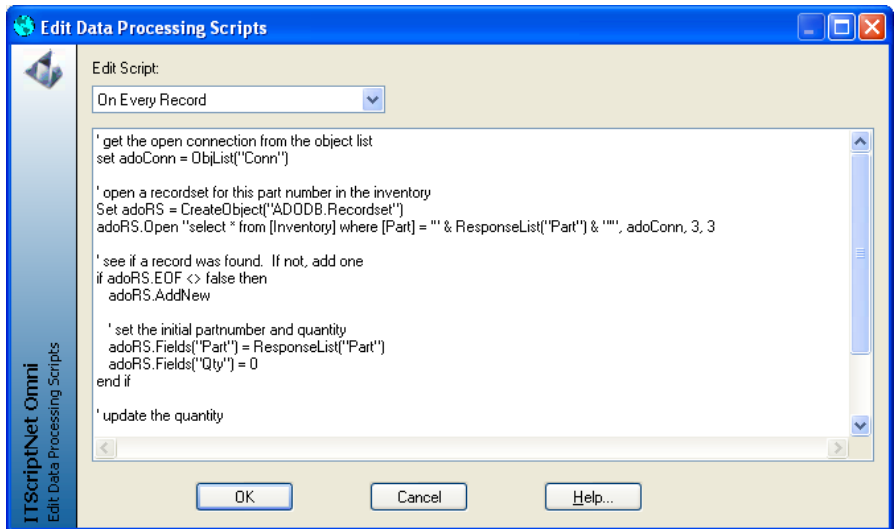 Edit Data Processing Scripts
Edit Script:
On Every Record
' get the open connection from the object list
set adoConn = ObjList("Conn")
' open a recordset for this part number in the inventory
Set adoRS = CreateObject("ADODB.Recordset")
adoRS.Open "select * from [Inventory] where [Part] = '" & ResponseList("Part") & "'", adoConn, 3, 3
' see if a record was found.  If not, add one
if adoRS.EOF <> false then
   adoRS.AddNew
   ' set the initial partnumber and quantity
   adoRS.Fields("Part") = ResponseList("Part")
   adoRS.Fields("Qty") = 0
end if
' update the quantity
ITScriptNet Omni
Edit Data Processing Scripts
OK
Cancel
Help...